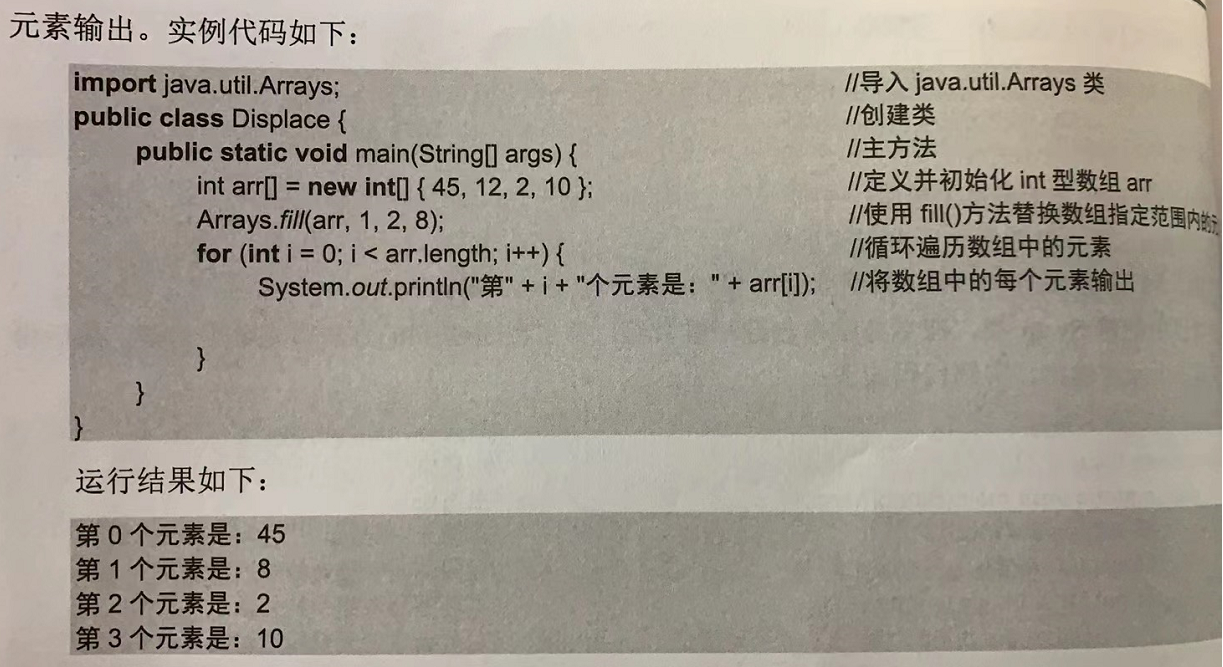 元素输出。实例代码如下：
import java.util.Arrays; //导入 java.util.Arrays 类
public class Displace { //创建类
public static void main(String[] args) { //主方法
int arr[] = new int[] { 45, 12, 2, 10 }; //定义并初始化 int 型数组 arr
Arrays.fill(arr, 1, 2, 8); //使用 fill()方法替换数组指定范围内的元
for (int i = 0; i < arr.length; i++) { //循环遍历数组中的元素
System.out.println("第" + i + "个元素是：" + arr[i]); //将数组中的每个元素输出
}
}
}
运行结果如下：
第 0 个元素是：45
第 1 个元素是：8
第 2 个元素是：2
第 3 个元素是：10